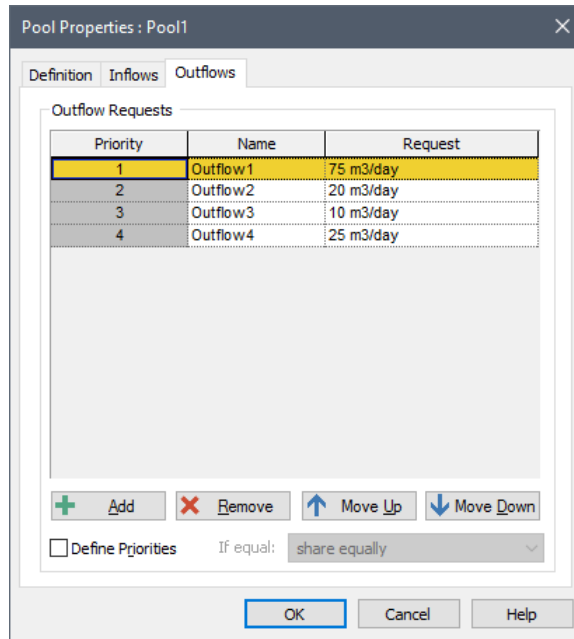 Pool Properties : Pool1
Definition Inflows Outflows
Outflow Requests
Priority Name Request
1 Outflow1 75 m3/day
2 Outflow2 20 m3/day
3 Outflow3 10 m3/day
4 Outflow4 25 m3/day
Add Remove Move Up Move Down
Define Priorities If equal: share equally
OK Cancel Help